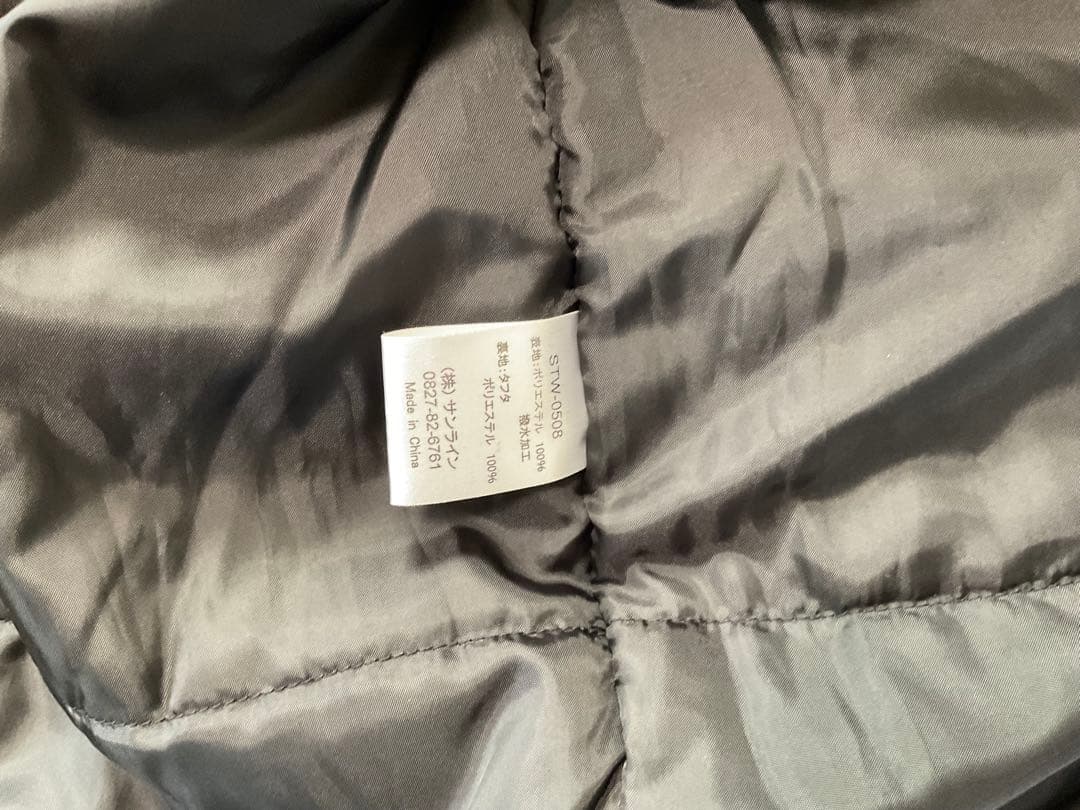 STW-0508
表地:ポリエステル 100%
撥水加工
裏地:タフタ
ポリエステル 100%
(株)サンライン
0827-82-6761
Made in China